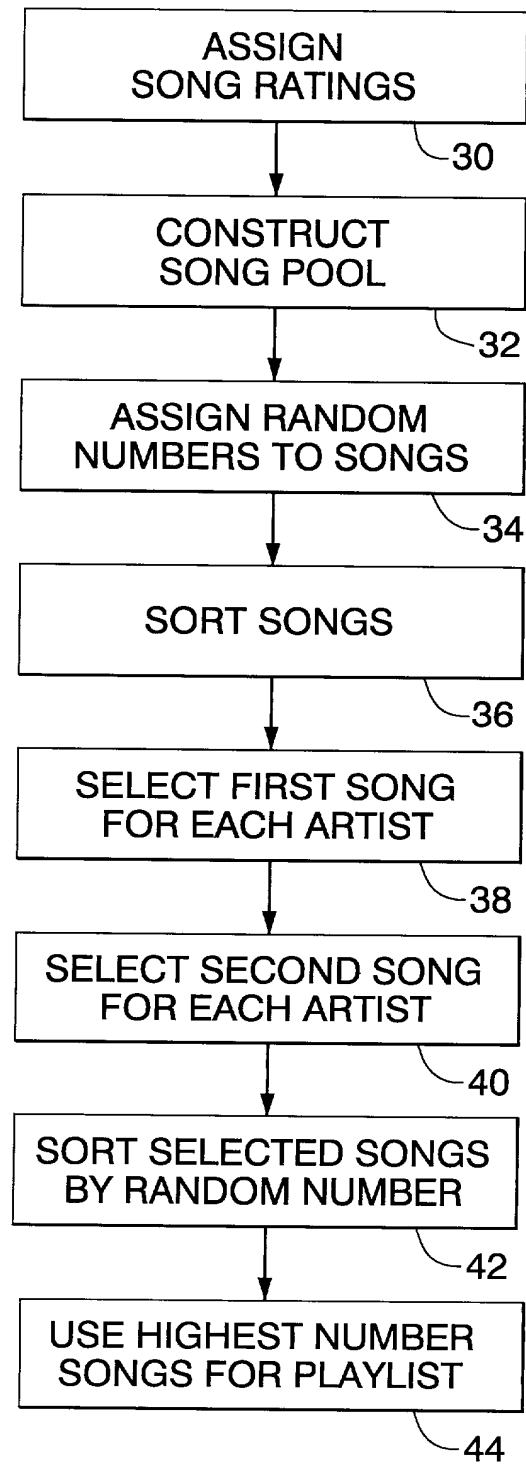 ASSIGN
SONG RATINGS
30
CONSTRUCT
SONG POOL
32
ASSIGN RANDOM
NUMBERS TO SONGS
34
SORT SONGS
36
SELECT FIRST SONG
FOR EACH ARTIST
38
SELECT SECOND SONG
FOR EACH ARTIST
40
SORT SELECTED SONGS
BY RANDOM NUMBER
42
USE HIGHEST NUMBER
SONGS FOR PLAYLIST
44